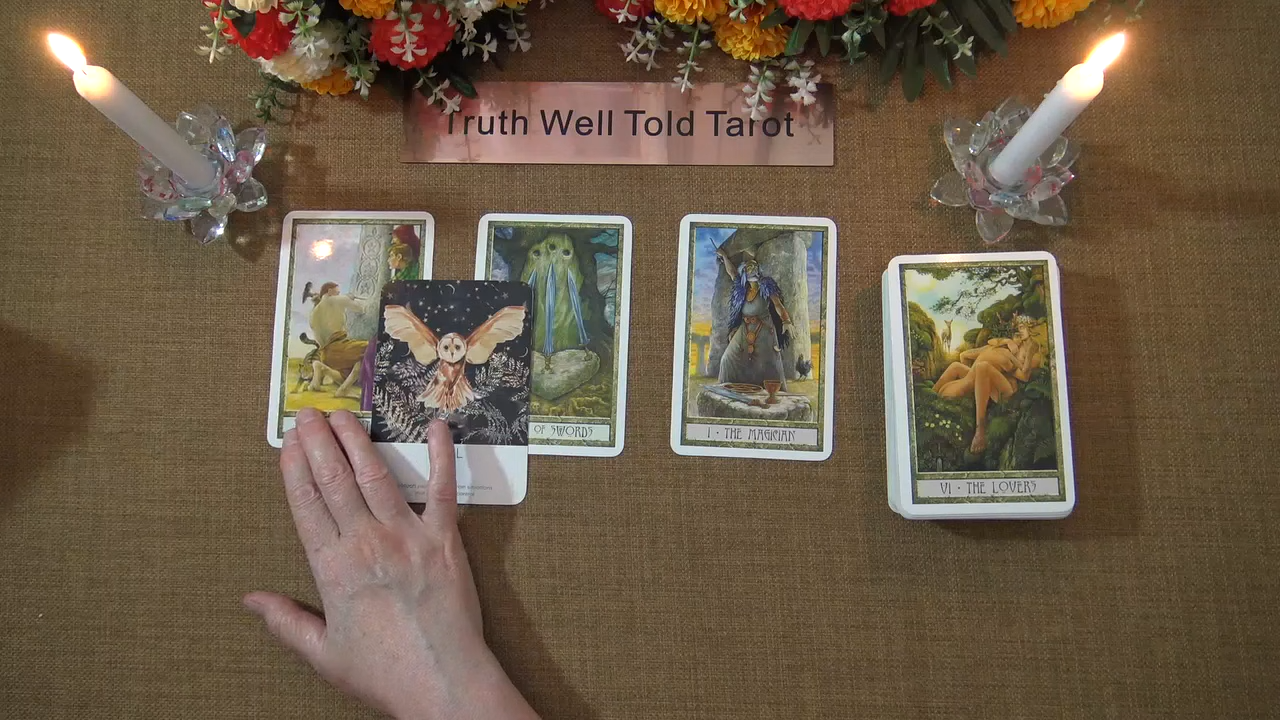 Truth Well Told Tarot
OF SWORDS
I · THE MAGICIAN
VI · THE LOVERS
L